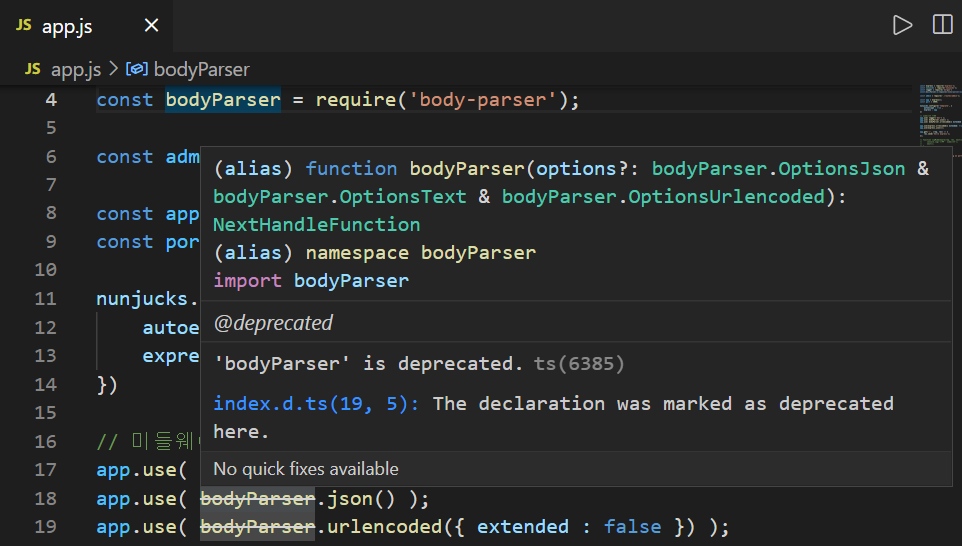 JS app.js
JS app.js > bodyParser
4 const bodyParser = require('body-parser');
5
6 const adm
7
8 const app
9 const por
10
11 nunjucks.
12 autoe
13 expre
14 })
15
16 // 미들웨
17 app.use(
18 app.use( bodyParser.json() );
19 app.use( bodyParser.urlencoded({ extended : false }) );
(alias) function bodyParser(options?: bodyParser.OptionsJson &
bodyParser.OptionsText & bodyParser.OptionsUrlencoded):
NextHandleFunction
(alias) namespace bodyParser
import bodyParser
@deprecated
'bodyParser' is deprecated. ts(6385)
index.d.ts(19, 5): The declaration was marked as deprecated
here.
No quick fixes available